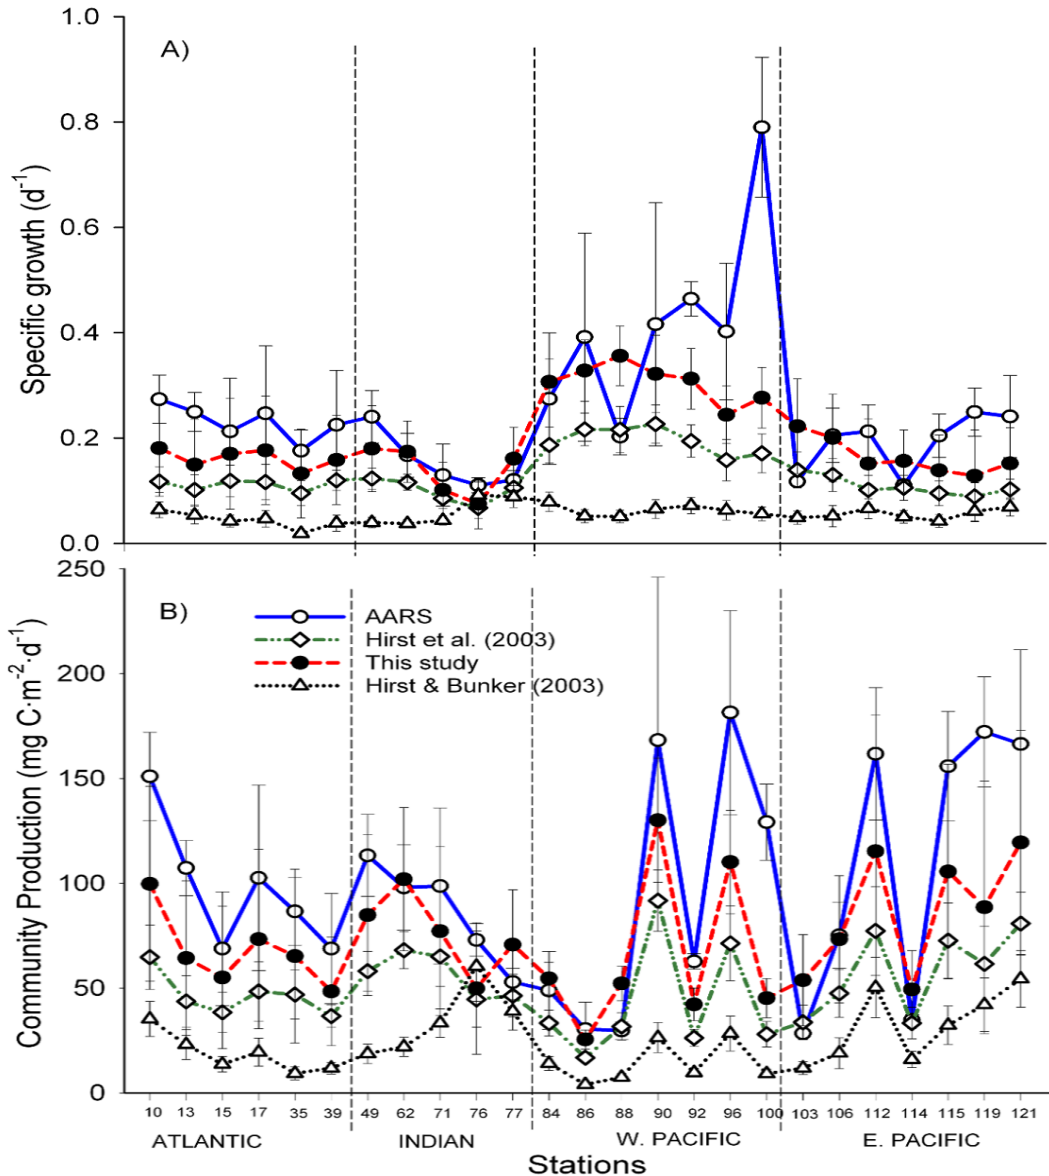 A)
1.0
0.8
0.6
0.4
0.2
0.0
Specific growth (d-1)
B)
250
200
150
100
50
0
Community Production (mg C·m-2·d-1)
AARS
Hirst et al. (2003)
This study
Hirst & Bunker (2003)
10 13 15 17 35 39 49 62 71 76 77 84 86 88 90 92 96 100 103 106 112 114 115 119 121
ATLANTIC INDIAN W. PACIFIC E. PACIFIC
Stations